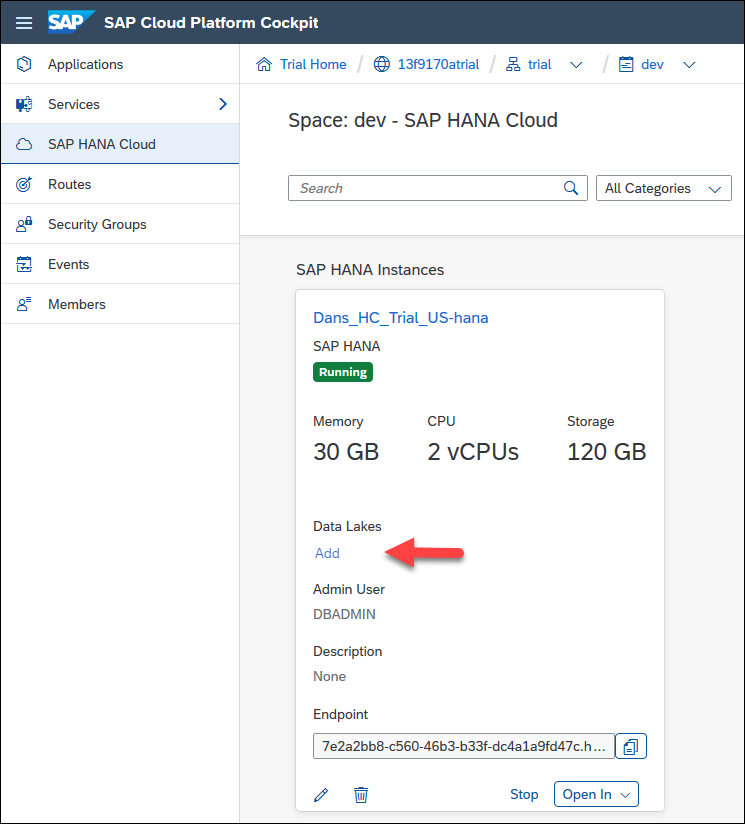 SAP SAP Cloud Platform Cockpit
Applications
Services
SAP HANA Cloud
Routes
Security Groups
Events
Members
Trial Home / 13f9170atrial / trial / dev
Space: dev - SAP HANA Cloud
Search
All Categories
SAP HANA Instances
Dans_HC_Trial_US-hana
SAP HANA
Running
Memory CPU Storage
30 GB 2 vCPUs 120 GB
Data Lakes
Add
Admin User
DBADMIN
Description
None
Endpoint
7e2a2bb8-c560-46b3-b33f-dc4a1a9fd47c.h...
Stop Open In